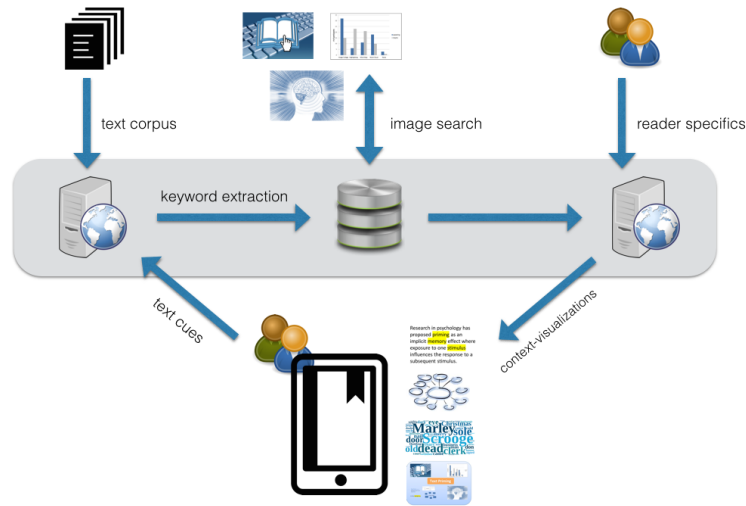 text corpus
image search
reader specifics
keyword extraction
text cues
context-visualizations
Research in psychology has
proposed priming as an
implicit memory effect where
exposure to one stimulus
influences the response to a
subsequent stimulus.
Christmas
Marley sole
door Scrooge
old dead clerk